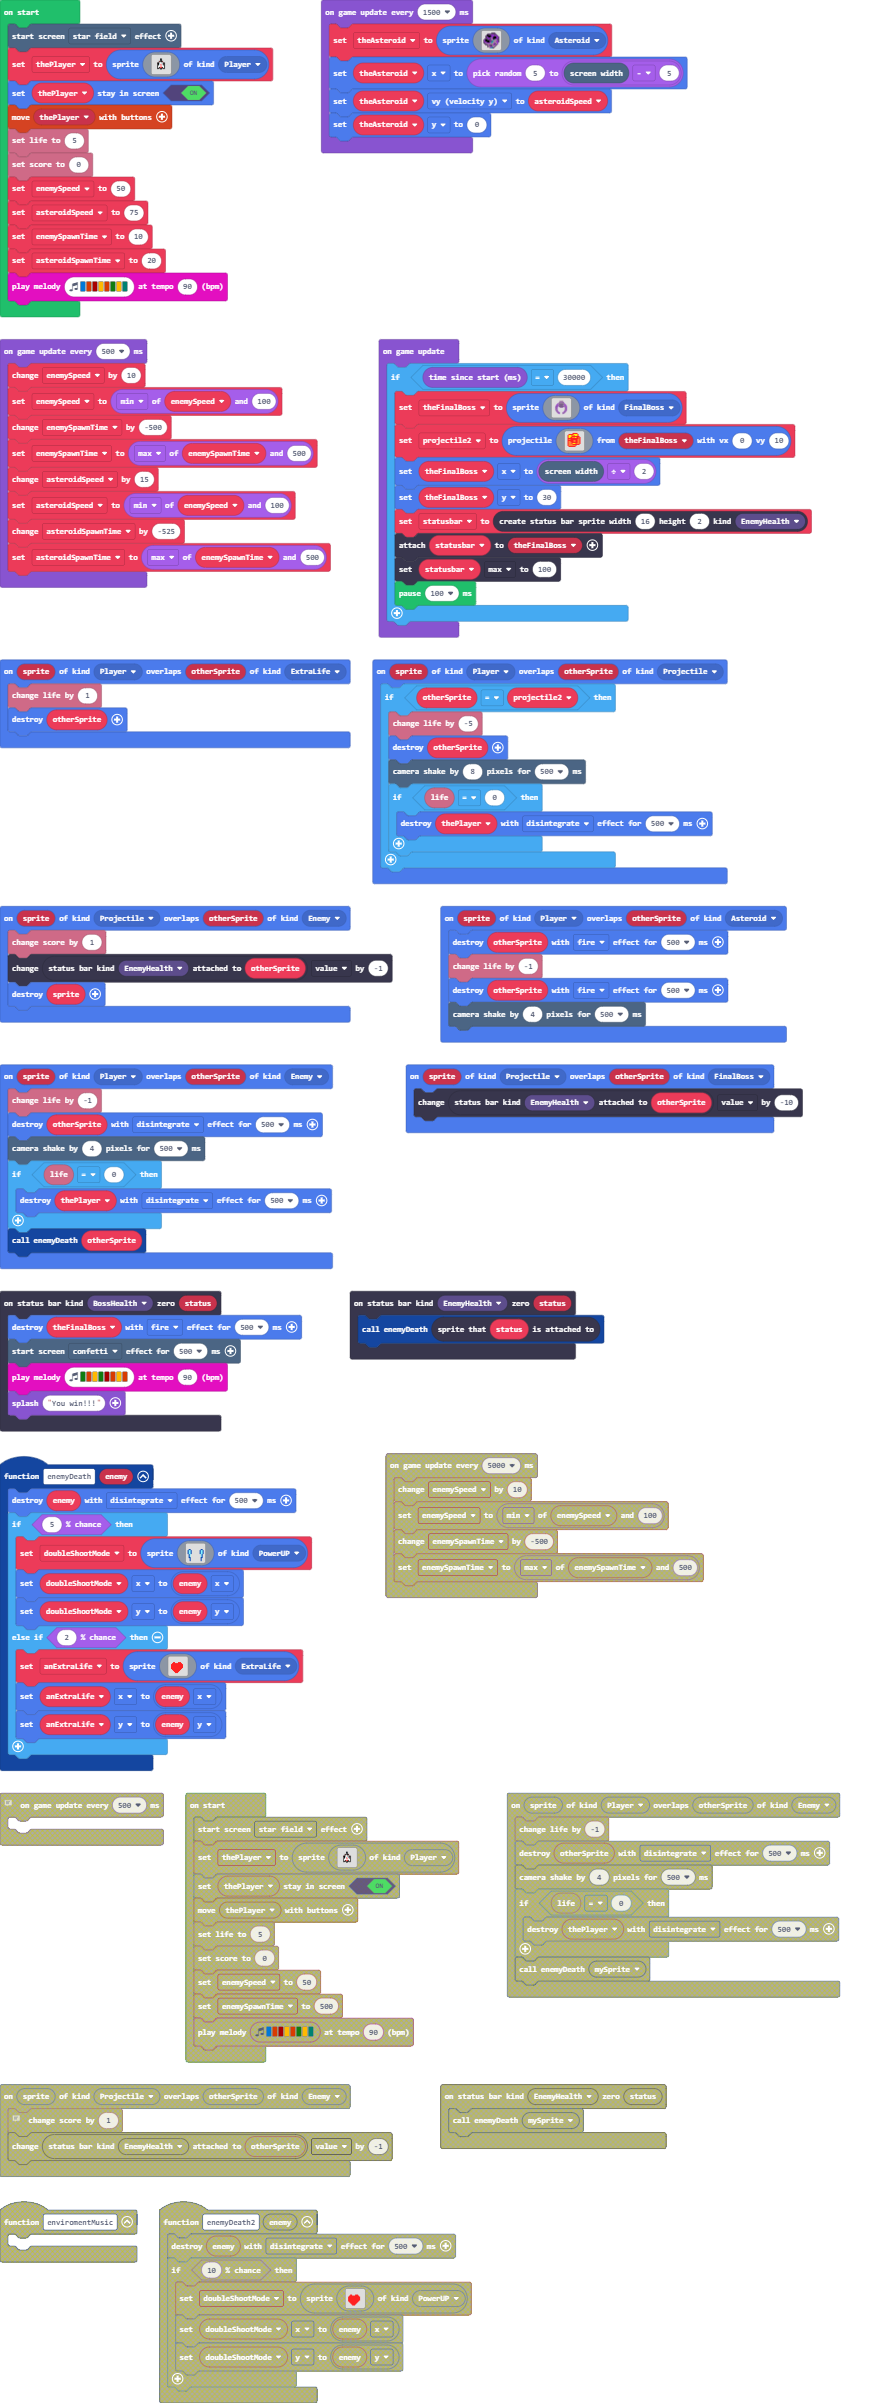 on start
start screen star field effect
set thePlayer to sprite of kind Player
set thePlayer stay in screen ON
move thePlayer with buttons
set life to 5
set score to 0
set enemySpeed to 50
set asteroidSpeed to 75
set enemySpawnTime to 10
set asteroidSpawnTime to 20
play melody at tempo 90 (bpm)
on game update every 1500 ms
set theAsteroid to sprite of kind Asteroid
set theAsteroid x to pick random 5 to screen width - 5
set theAsteroid vy (velocity y) to asteroidSpeed
set theAsteroid y to 0
on game update every 500 ms
change enemySpeed by 10
set enemySpeed to min of enemySpeed and 100
change enemySpawnTime by -500
set enemySpawnTime to max of enemySpawnTime and 500
change asteroidSpeed by 15
set asteroidSpeed to min of enemySpeed and 100
change asteroidSpawnTime by -525
set asteroidSpawnTime to max of enemySpawnTime and 500
on game update
if time since start (ms) = 30000 then
set theFinalBoss to sprite of kind FinalBoss
set projectile2 to projectile from theFinalBoss with vx 0 vy 10
set theFinalBoss x to screen width ÷ 2
set theFinalBoss y to 30
set statusbar to create status bar sprite width 16 height 2 kind EnemyHealth
attach statusbar to theFinalBoss
set statusbar max to 100
pause 100 ms
on sprite of kind Player overlaps otherSprite of kind ExtraLife
change life by 1
destroy otherSprite
on sprite of kind Player overlaps otherSprite of kind Projectile
if otherSprite = projectile2 then
change life by -5
destroy otherSprite
camera shake by 8 pixels for 500 ms
if life = 0 then
destroy thePlayer with disintegrate effect for 500 ms
on sprite of kind Projectile overlaps otherSprite of kind Enemy
change score by 1
change status bar kind EnemyHealth attached to otherSprite value by -1
destroy sprite
on sprite of kind Player overlaps otherSprite of kind Asteroid
destroy otherSprite with fire effect for 500 ms
change life by -1
destroy otherSprite with fire effect for 500 ms
camera shake by 4 pixels for 500 ms
on sprite of kind Player overlaps otherSprite of kind Enemy
change life by -1
destroy otherSprite with disintegrate effect for 500 ms
camera shake by 4 pixels for 500 ms
if life = 0 then
destroy thePlayer with disintegrate effect for 500 ms
call enemyDeath otherSprite
on sprite of kind Projectile overlaps otherSprite of kind FinalBoss
change status bar kind EnemyHealth attached to otherSprite value by -10
on status bar kind BossHealth zero status
destroy theFinalBoss with fire effect for 500 ms
start screen confetti effect for 500 ms
play melody at tempo 90 (bpm)
splash "You win!!!"
on status bar kind EnemyHealth zero status
call enemyDeath sprite that status is attached to
function enemyDeath enemy
destroy enemy with disintegrate effect for 500 ms
if 5 % chance then
set doubleShootMode to sprite of kind PowerUP
set doubleShootMode x to enemy x
set doubleShootMode y to enemy y
else if 2 % chance then
set anExtraLife to sprite of kind ExtraLife
set anExtraLife x to enemy x
set anExtraLife y to enemy y
on game update every 5000 ms
change enemySpeed by 10
set enemySpeed to min of enemySpeed and 100
change enemySpawnTime by -500
set enemySpawnTime to max of enemySpawnTime and 500
on game update every 500 ms
on start
start screen star field effect
set thePlayer to sprite of kind Player
set thePlayer stay in screen ON
move thePlayer with buttons
set life to 5
set score to 0
set enemySpeed to 50
set enemySpawnTime to 500
play melody at tempo 90 (bpm)
on sprite of kind Player overlaps otherSprite of kind Enemy
change life by -1
destroy otherSprite with disintegrate effect for 500 ms
camera shake by 4 pixels for 500 ms
if life = 0 then
destroy thePlayer with disintegrate effect for 500 ms
call enemyDeath mySprite
on sprite of kind Projectile overlaps otherSprite of kind Enemy
change score by 1
change status bar kind EnemyHealth attached to otherSprite value by -1
on status bar kind EnemyHealth zero status
call enemyDeath mySprite
function enviromentMusic
function enemyDeath2 enemy
destroy enemy with disintegrate effect for 500 ms
if 10 % chance then
set doubleShootMode to sprite of kind PowerUP
set doubleShootMode x to enemy x
set doubleShootMode y to enemy y